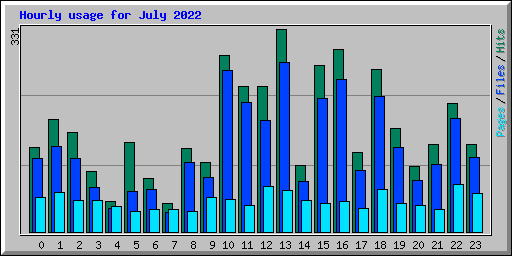 Hourly usage for July 2022
331
Pages/Files/Hits
0 1 2 3 4 5 6 7 8 9 10 11 12 13 14 15 16 17 18 19 20 21 22 23